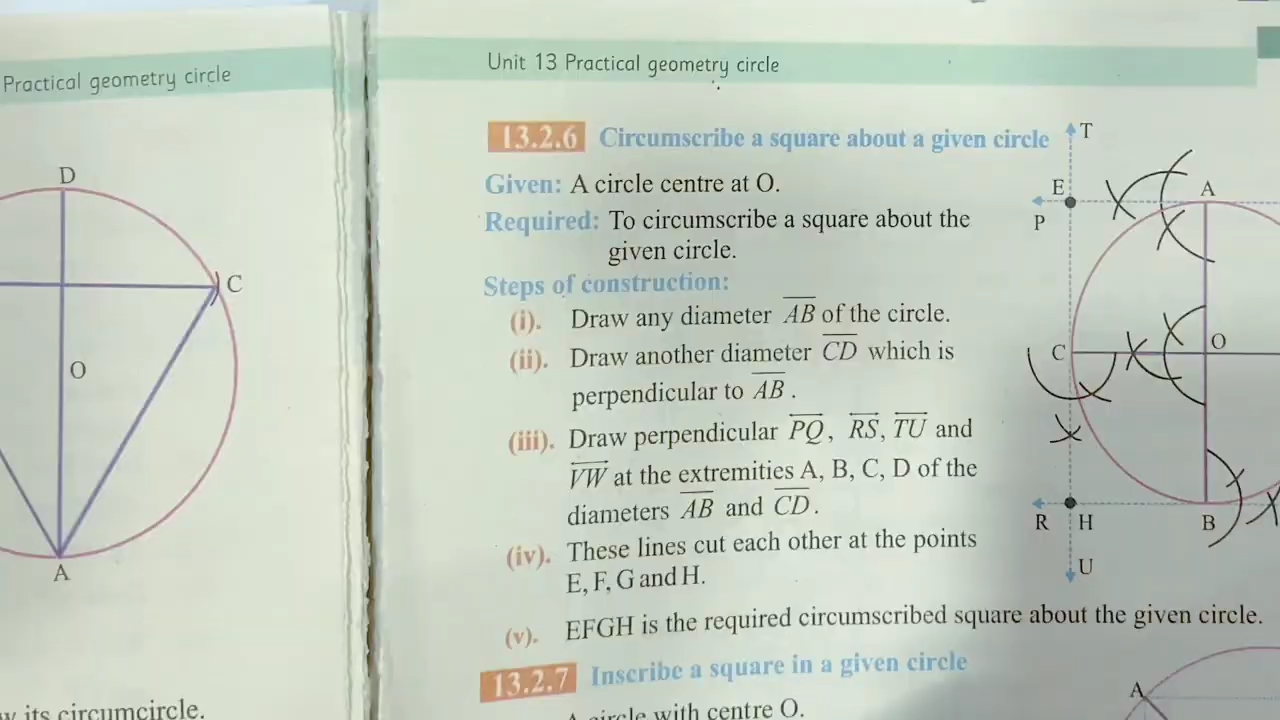 Practical geometry circle
D
C
O
A
w its circumcircle.
Unit 13 Practical geometry circle
13.2.6 Circumscribe a square about a given circle
Given: A circle centre at O.
Required: To circumscribe a square about the
given circle.
Steps of construction:
(i). Draw any diameter AB of the circle.
(ii). Draw another diameter CD which is
perpendicular to AB.
(iii). Draw perpendicular PQ, RS, TU and
VW at the extremities A, B, C, D of the
diameters AB and CD.
(iv). These lines cut each other at the points
E, F, G and H.
(v). EFGH is the required circumscribed square about the given circle.
T
E A
P
C O
R H B
U
13.2.7 Inscribe a square in a given circle
A circle with centre O.
A